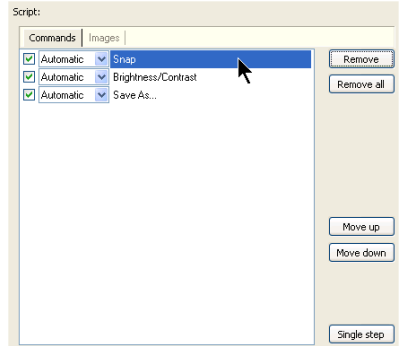 Script:
Commands Images
Automatic Snap Remove
Automatic Brightness/Contrast Remove all
Automatic Save As...
Move up
Move down
Single step